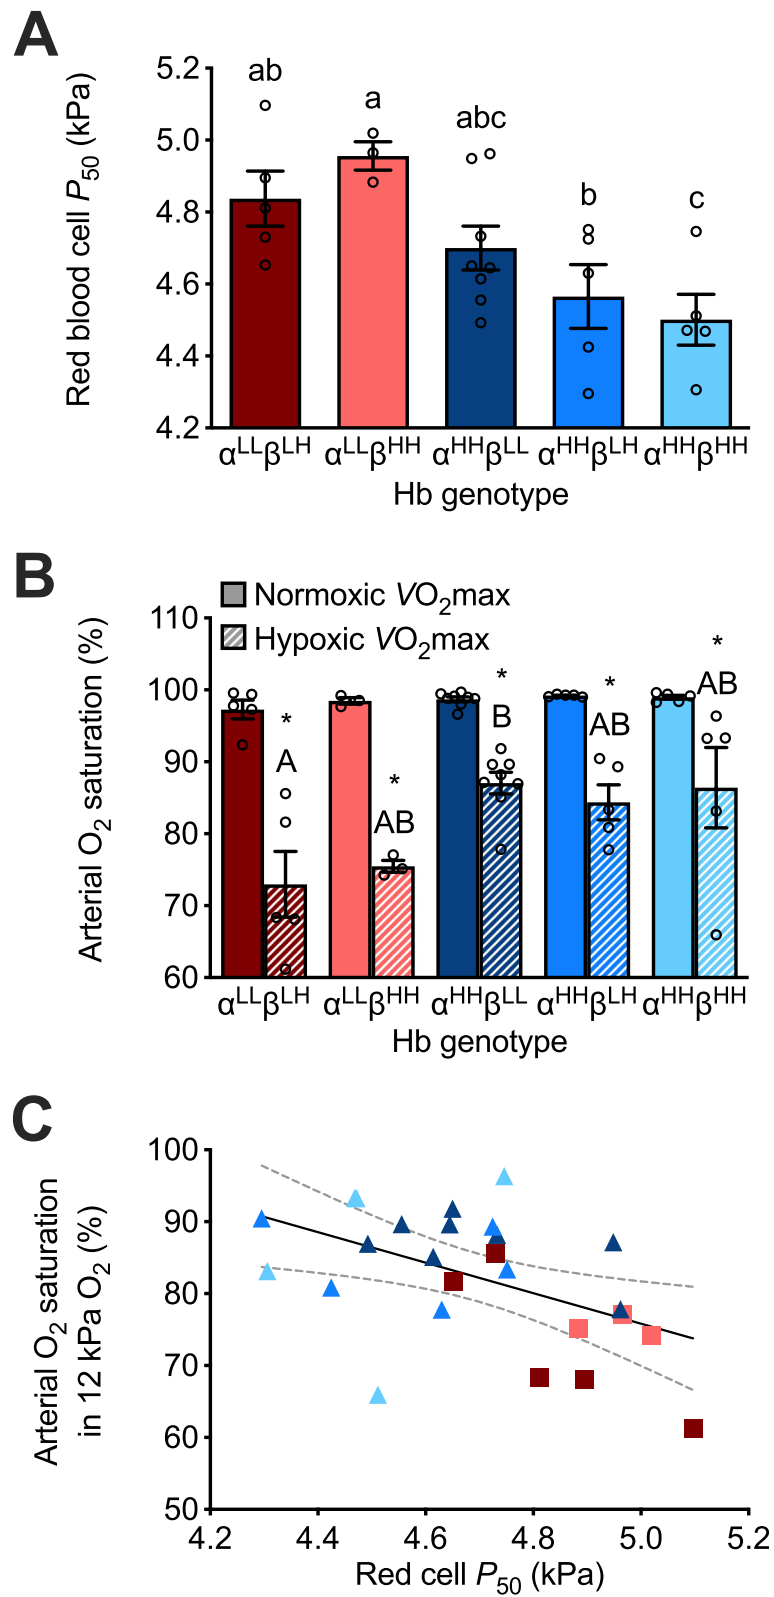 A
Red blood cell P50 (kPa)
5.2
5.0
4.8
4.6
4.4
4.2
ab
a
abc
b
c
αLLβLH αLLβHH αHHβLL αHHβLH αHHβHH
Hb genotype
B
Normoxic VO2max
Hypoxic VO2max
Arterial O2 saturation (%)
110
100
90
80
70
60
*
A
*
AB
*
B
*
AB
*
AB
αLLβLH αLLβHH αHHβLL αHHβLH αHHβHH
Hb genotype
C
Arterial O2 saturation
in 12 kPa O2 (%)
100
90
80
70
60
50
4.2 4.4 4.6 4.8 5.0 5.2
Red cell P50 (kPa)